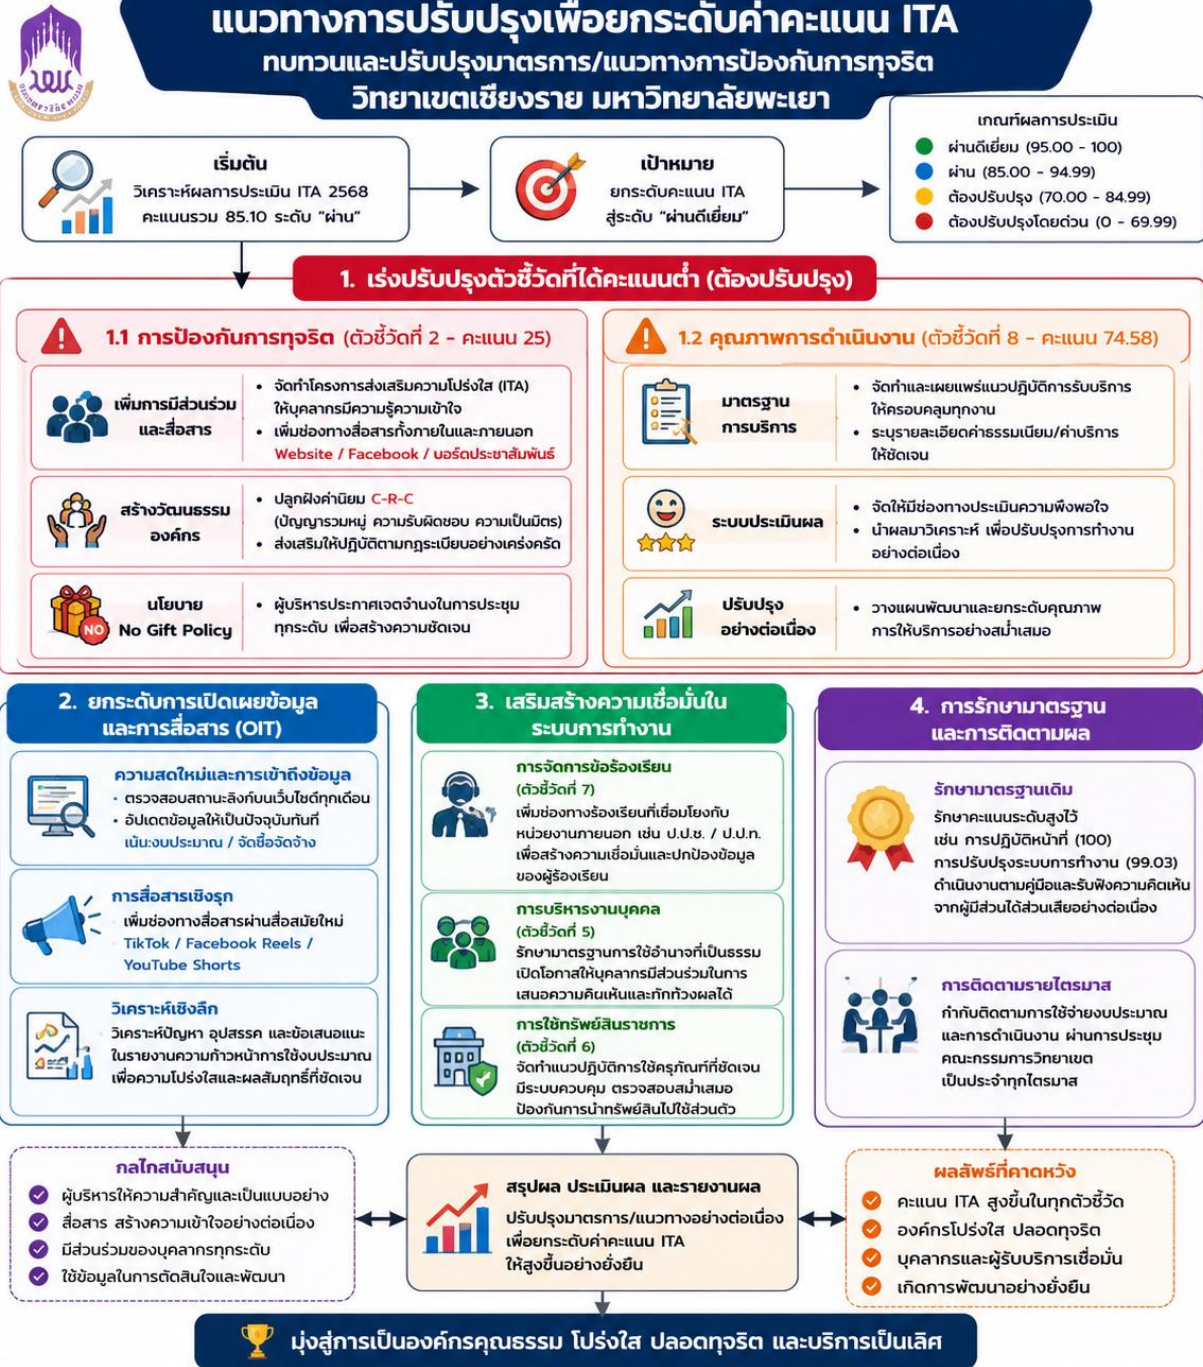 แนวทางการปรับปรุงเพื่อยกระดับค่าคะแนน ITA
ทบทวนและปรับปรุงมาตรการ/แนวทางการป้องกันการทุจริต
วิทยาเขตเชียงราย มหาวิทยาลัยพะเยา
เริ่มต้น
วิเคราะห์ผลการประเมิน ITA 2568
คะแนนรวม 85.10 ระดับ “ผ่าน”
เป้าหมาย
ยกระดับคะแนน ITA
สู่ระดับ “ผ่านดีเยี่ยม”
เกณฑ์ผลการประเมิน
ผ่านดีเยี่ยม (95.00 - 100)
ผ่าน (85.00 - 94.99)
ต้องปรับปรุง (70.00 - 84.99)
ต้องปรับปรุงโดยด่วน (0 - 69.99)
1. เร่งปรับปรุงตัวชี้วัดที่ได้คะแนนต่ำ (ต้องปรับปรุง)
1.1 การป้องกันการทุจริต (ตัวชี้วัดที่ 2 - คะแนน 25)
เพิ่มการมีส่วนร่วม
และสื่อสาร
• จัดทำโครงการส่งเสริมความโปร่งใส (ITA)
ให้บุคลากรมีความรู้ความเข้าใจ
• เพิ่มช่องทางสื่อสารทั้งภายในและภายนอก
Website / Facebook / บอร์ดประชาสัมพันธ์
สร้างวัฒนธรรม
องค์กร
• ปลูกฝังค่านิยม C-R-C
(ปัญญารวมหมู่ ความรับผิดชอบ ความเป็นมิตร)
• ส่งเสริมให้ปฏิบัติตามกฎระเบียบอย่างเคร่งครัด
NO
นโยบาย
No Gift Policy
• ผู้บริหารประกาศเจตจำนงในการประชุม
ทุกระดับ เพื่อสร้างความชัดเจน
1.2 คุณภาพการดำเนินงาน (ตัวชี้วัดที่ 8 - คะแนน 74.58)
มาตรฐาน
การบริการ
• จัดทำและเผยแพร่แนวปฏิบัติการรับบริการ
ให้ครอบคลุมทุกงาน
• ระบุรายละเอียดค่าธรรมเนียม/ค่าบริการ
ให้ชัดเจน
ระบบประเมินผล
• จัดให้มีช่องทางประเมินความพึงพอใจ
• นำผลมาวิเคราะห์ เพื่อปรับปรุงการทำงาน
อย่างต่อเนื่อง
ปรับปรุง
อย่างต่อเนื่อง
• วางแผนพัฒนาและยกระดับคุณภาพ
การให้บริการอย่างสม่ำเสมอ
2. ยกระดับการเปิดเผยข้อมูล
และการสื่อสาร (OIT)
ความสดใหม่และการเข้าถึงข้อมูล
• ตรวจสอบสถานะลิงก์บนเว็บไซต์ทุกเดือน
• อัปเดตข้อมูลให้เป็นปัจจุบันทันที
เน้น:งบประมาณ / จัดซื้อจัดจ้าง
การสื่อสารเชิงรุก
เพิ่มช่องทางสื่อสารผ่านสื่อสมัยใหม่
TikTok / Facebook Reels /
YouTube Shorts
วิเคราะห์เชิงลึก
วิเคราะห์ปัญหา อุปสรรค และข้อเสนอแนะ
ในรายงานความก้าวหน้าการใช้งบประมาณ
เพื่อความโปร่งใสและผลสัมฤทธิ์ที่ชัดเจน
3. เสริมสร้างความเชื่อมั่นใน
ระบบการทำงาน
การจัดการข้อร้องเรียน
(ตัวชี้วัดที่ 7)
เพิ่มช่องทางร้องเรียนที่เชื่อมโยงกับ
หน่วยงานภายนอก เช่น ป.ป.ช. / ป.ป.ท.
เพื่อสร้างความเชื่อมั่นและปกป้องข้อมูล
ของผู้ร้องเรียน
การบริหารงานบุคคล
(ตัวชี้วัดที่ 5)
รักษามาตรฐานการใช้อำนาจที่เป็นธรรม
เปิดโอกาสให้บุคลากรมีส่วนร่วมในการ
เสนอความคิดเห็นและทักท้วงผลได้
การใช้ทรัพย์สินราชการ
(ตัวชี้วัดที่ 6)
จัดทำแนวปฏิบัติการใช้ครุภัณฑ์ที่ชัดเจน
มีระบบควบคุม ตรวจสอบสม่ำเสมอ
ป้องกันการนำทรัพย์สินไปใช้ส่วนตัว
4. การรักษามาตรฐาน
และการติดตามผล
รักษามาตรฐานเดิม
รักษาคะแนนระดับสูงไว้
เช่น การปฏิบัติหน้าที่ (100)
การปรับปรุงระบบการทำงาน (99.03)
ดำเนินงานตามคู่มือและรับฟังความคิดเห็น
จากผู้มีส่วนได้ส่วนเสียอย่างต่อเนื่อง
การติดตามรายไตรมาส
กำกับติดตามการใช้จ่ายงบประมาณ
และการดำเนินงาน ผ่านการประชุม
คณะกรรมการวิทยาเขต
เป็นประจำทุกไตรมาส
กลไกสนับสนุน
ผู้บริหารให้ความสำคัญและเป็นแบบอย่าง
สื่อสาร สร้างความเข้าใจอย่างต่อเนื่อง
มีส่วนร่วมของบุคลากรทุกระดับ
ใช้ข้อมูลในการตัดสินใจและพัฒนา
สรุปผล ประเมินผล และรายงานผล
ปรับปรุงมาตรการ/แนวทางอย่างต่อเนื่อง
เพื่อยกระดับค่าคะแนน ITA
ให้สูงขึ้นอย่างยั่งยืน
ผลลัพธ์ที่คาดหวัง
คะแนน ITA สูงขึ้นในทุกตัวชี้วัด
องค์กรโปร่งใส ปลอดทุจริต
บุคลากรและผู้รับบริการเชื่อมั่น
เกิดการพัฒนาอย่างยั่งยืน
มุ่งสู่การเป็นองค์กรคุณธรรม โปร่งใส ปลอดทุจริต และบริการเป็นเลิศ